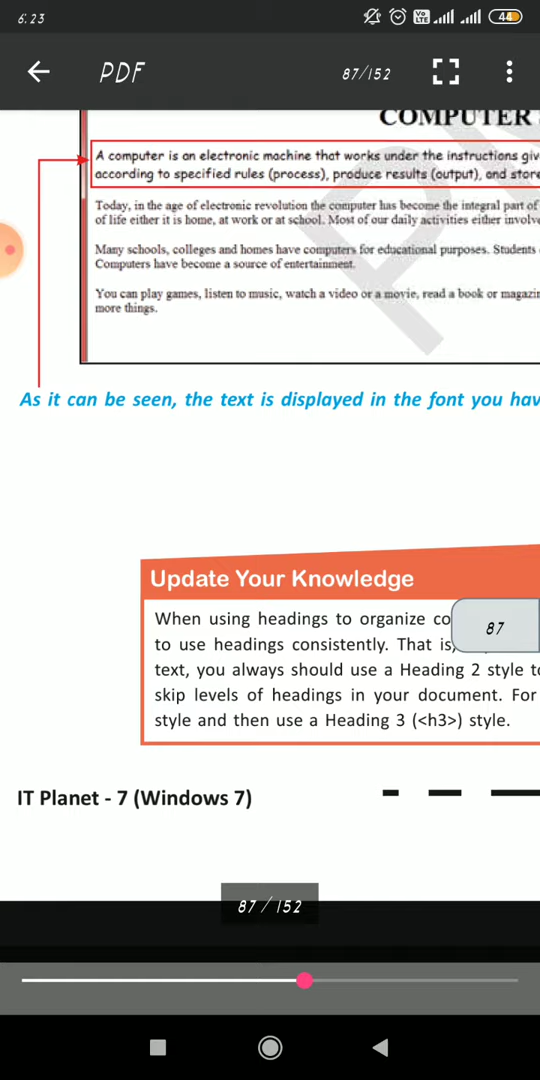 6:23
Vo LTE
44
PDF
87/152
COMPUTER
A computer is an electronic machine that works under the instructions giv
according to specified rules (process), produce results (output), and store
Today, in the age of electronic revolution the computer has become the integral part of
of life either it is home, at work or at school. Most of our daily activities either involve
Many schools, colleges and homes have computers for educational purposes. Students
Computers have become a source of entertainment.
You can play games, listen to music, watch a video or a movie, read a book or magazin
more things.
As it can be seen, the text is displayed in the font you hav
Update Your Knowledge
When using headings to organize co
87
to use headings consistently. That is,
text, you always should use a Heading 2 style to
skip levels of headings in your document. For
style and then use a Heading 3 (<h3>) style.
IT Planet - 7 (Windows 7)
87 / 152